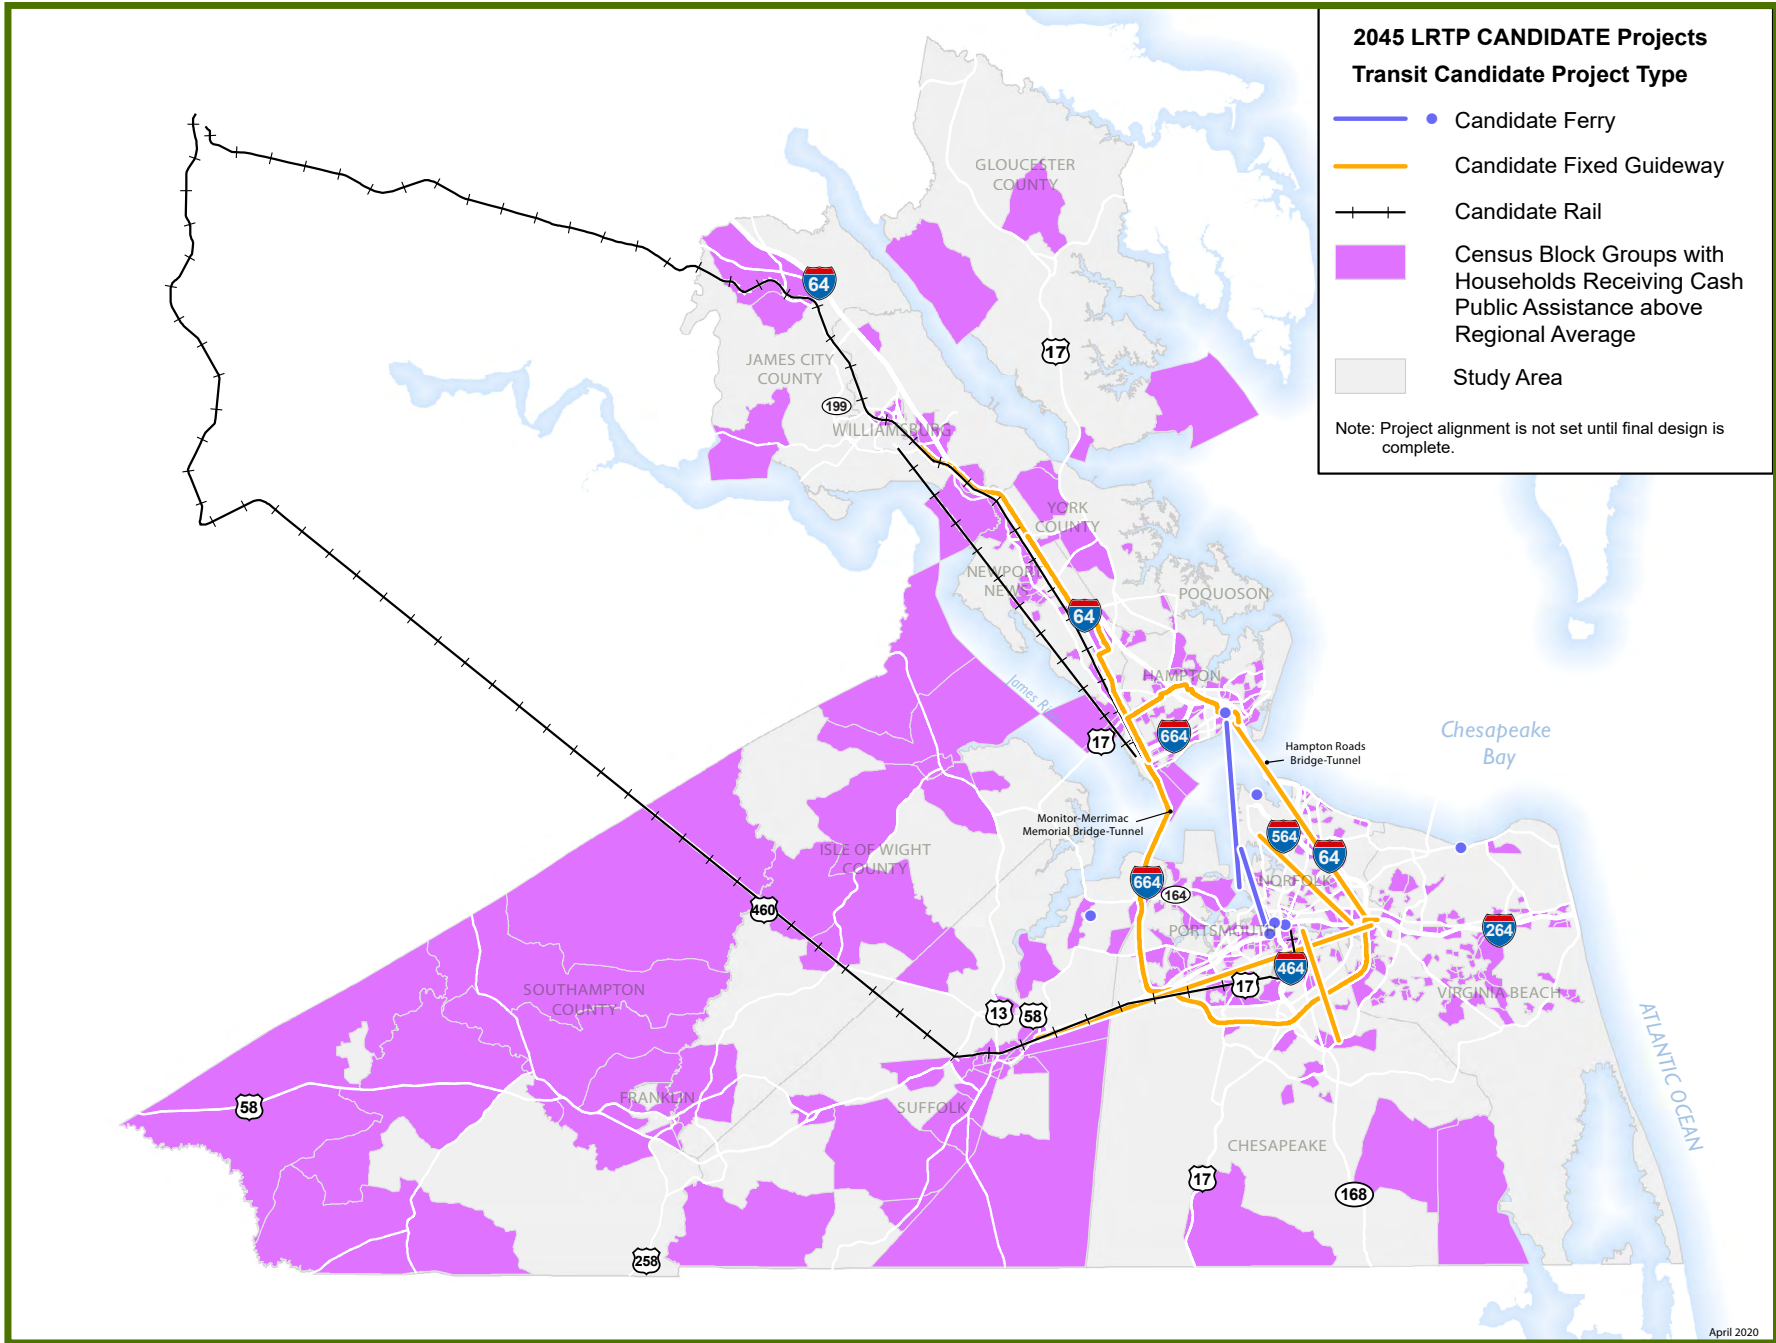 2045 LRTP CANDIDATE Projects
Transit Candidate Project Type
Candidate Ferry
Candidate Fixed Guideway
Candidate Rail
Census Block Groups with
Households Receiving Cash
Public Assistance above
Regional Average
Study Area
Note: Project alignment is not set until final design is
complete.
GLOUCESTER
COUNTY
64
17
JAMES CITY
COUNTY
199
WILLIAMSBURG
YORK
COUNTY
NEWPORT
NEWS
POQUOSON
64
HAMPTON
James
17
664
Chesapeake
Bay
Hampton Roads
Bridge-Tunnel
Monitor-Merrimac
Memorial Bridge-Tunnel
564
64
ISLE OF WIGHT
COUNTY
664
164
NORFOLK
460
PORTSMOUTH
264
464
17
SOUTHAMPTON
COUNTY
VIRGINIA BEACH
13
58
ATLANTIC OCEAN
58
FRANKLIN
SUFFOLK
CHESAPEAKE
17
168
258
April 2020